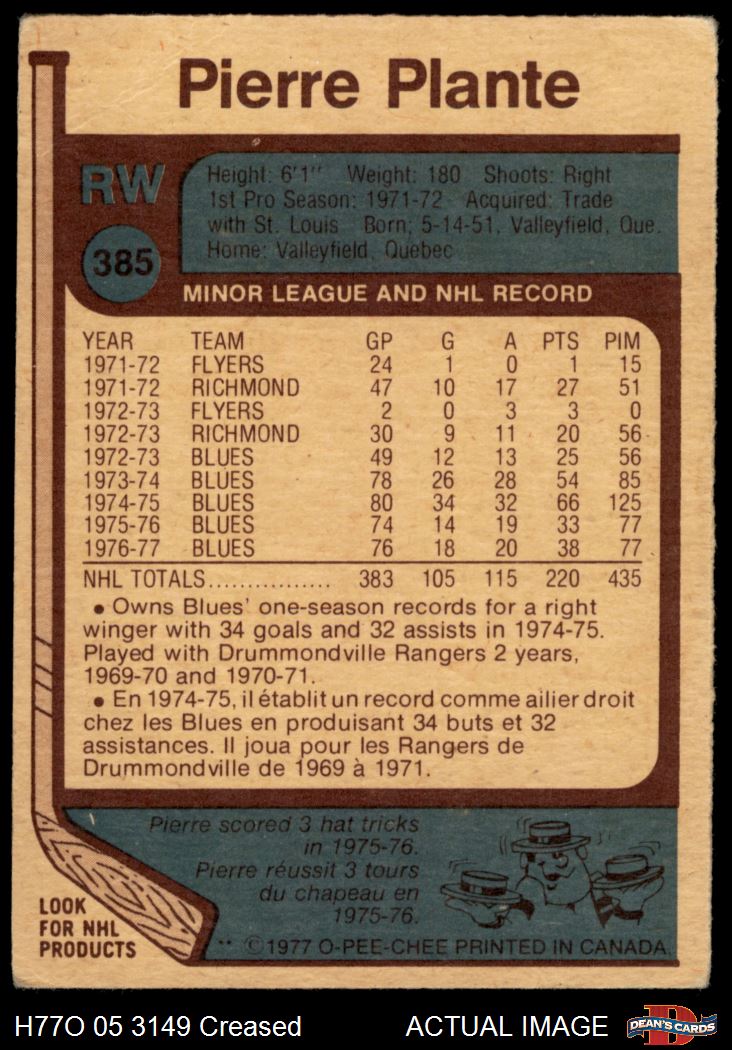 Pierre Plante
RW
385
Height: 6'1" Weight: 180 Shoots: Right
1st Pro Season: 1971-72 Acquired: Trade
with St. Louis Born; 5-14-51, Valleyfield, Que.
Home: Valleyfield, Quebec
MINOR LEAGUE AND NHL RECORD
YEAR TEAM GP G A PTS PIM
1971-72 FLYERS 24 1 0 1 15
1971-72 RICHMOND 47 10 17 27 51
1972-73 FLYERS 2 0 3 3 0
1972-73 RICHMOND 30 9 11 20 56
1972-73 BLUES 49 12 13 25 56
1973-74 BLUES 78 26 28 54 85
1974-75 BLUES 80 34 32 66 125
1975-76 BLUES 74 14 19 33 77
1976-77 BLUES 76 18 20 38 77
NHL TOTALS................ 383 105 115 220 435
• Owns Blues' one-season records for a right
winger with 34 goals and 32 assists in 1974-75.
Played with Drummondville Rangers 2 years,
1969-70 and 1970-71.
• En 1974-75, il établit un record comme ailier droit
chez les Blues en produisant 34 buts et 32
assistances. Il joua pour les Rangers de
Drummondville de 1969 à 1971.
Pierre scored 3 hat tricks
in 1975-76.
Pierre réussit 3 tours
du chapeau en
1975-76.
LOOK
FOR NHL
PRODUCTS
** ©1977 O-PEE-CHEE PRINTED IN CANADA.
H77O 05 3149 Creased
ACTUAL IMAGE
D
DEAN'S CARDS